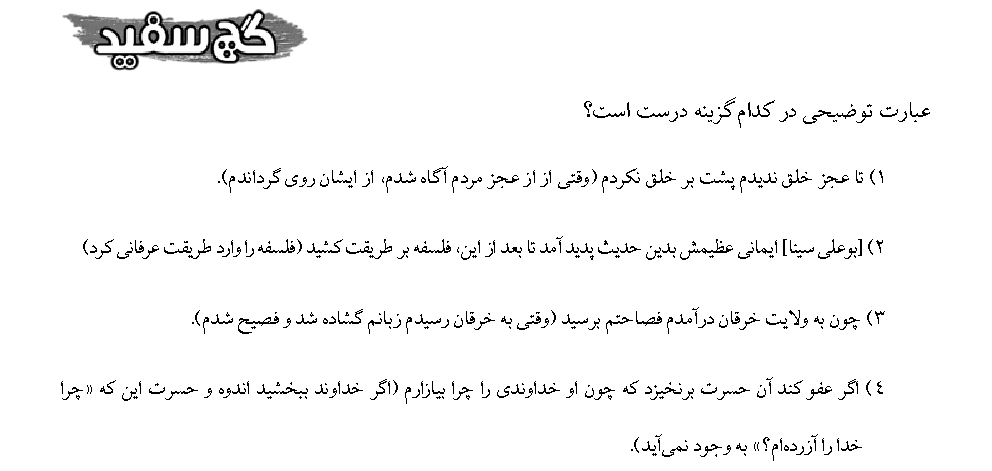 گچ سفید
عبارت توضیحی در کدام گزینه درست است؟
۱) تا عجز خلق ندیدم پشت بر خلق نکردم (وقتی از از عجز مردم آگاه شدم، از ایشان روی گرداندم).
۲) [بوعلی سینا] ایمانی عظیمش بدین حدیث پدید آمد تا بعد از این، فلسفه بر طریقت کشید (فلسفه را وارد طریقت عرفانی کرد)
۳) چون به ولایت خرقان درآمدم فصاحتم برسید (وقتی به خرقان رسیدم زبانم گشاده شد و فصیح شدم).
۴) اگر عفو کند آن حسرت برنخیزد که چون او خداوندی را چرا بیازارم (اگر خداوند ببخشید اندوه و حسرت این که «چرا
خدا را آزرده‌ام؟» به وجود نمی‌آید).